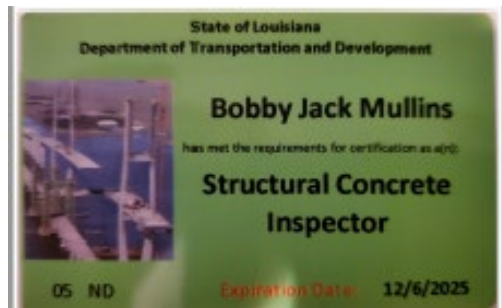 State of Louisiana
Department of Transportation and Development
Bobby Jack Mullins
has met the requirements for certification as a(n):
Structural Concrete
Inspector
05 ND
Expiration Date: 12/6/2025